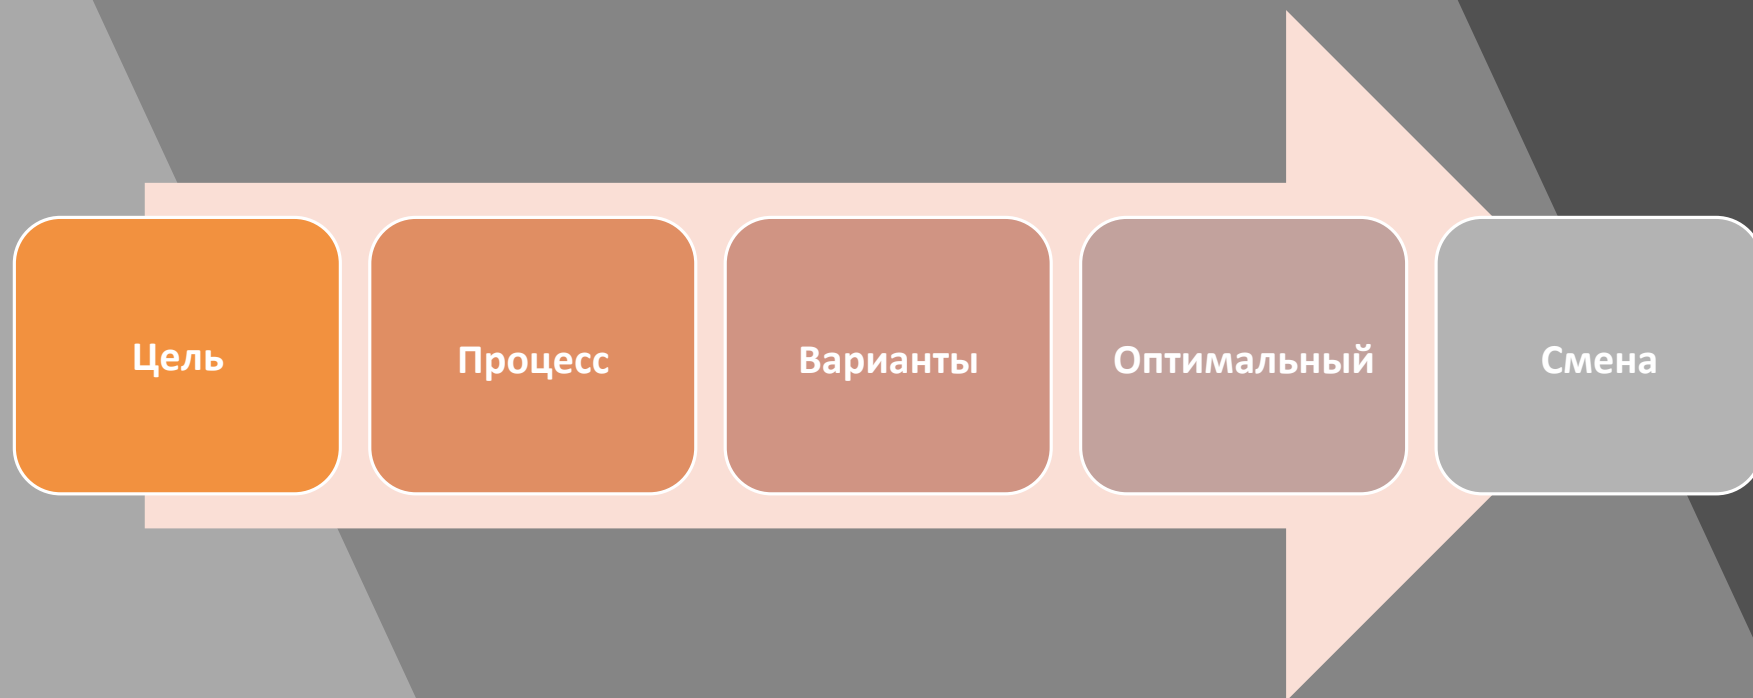 Цель
Процесс
Варианты
Оптимальный
Смена